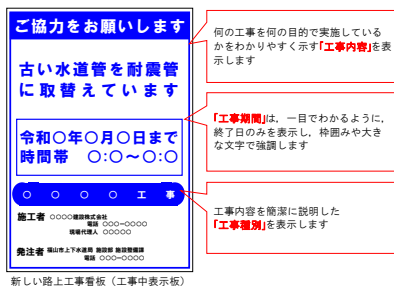 ご協力をお願いします
古い水道管を耐震管
に取替えています
令和○年○月○日まで
時間帯 ○:○～○:○
○ ○ ○ ○ 工 事
施工者 ○○○○建設株式会社
電話 ○○○-○○○○
現場代理人 ○○○○○
発注者 福山市上下水道局 施設部 施設整備課
電話 ○○○-○○○○
新しい路上工事看板（工事中表示板）
何の工事を何の目的で実施している
かをわかりやすく示す「工事内容」を表
示します
「工事期間」は，一目でわかるように，
終了日のみを表示し，枠囲みや大き
な文字で強調します
工事内容を簡潔に説明した
「工事種別」を表示します